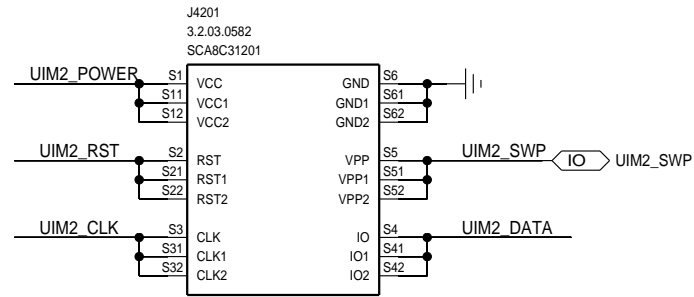 J4201
3.2.03.0582
SCA8C31201
UIM2_POWER S1 VCC GND S6
S11 VCC1 GND1 S61
S12 VCC2 GND2 S62
UIM2_RST S2 RST VPP S5 UIM2_SWP IO UIM2_SWP
S21 RST1 VPP1 S51
S22 RST2 VPP2 S52
UIM2_CLK S3 CLK IO S4 UIM2_DATA
S31 CLK1 IO1 S41
S32 CLK2 IO2 S42